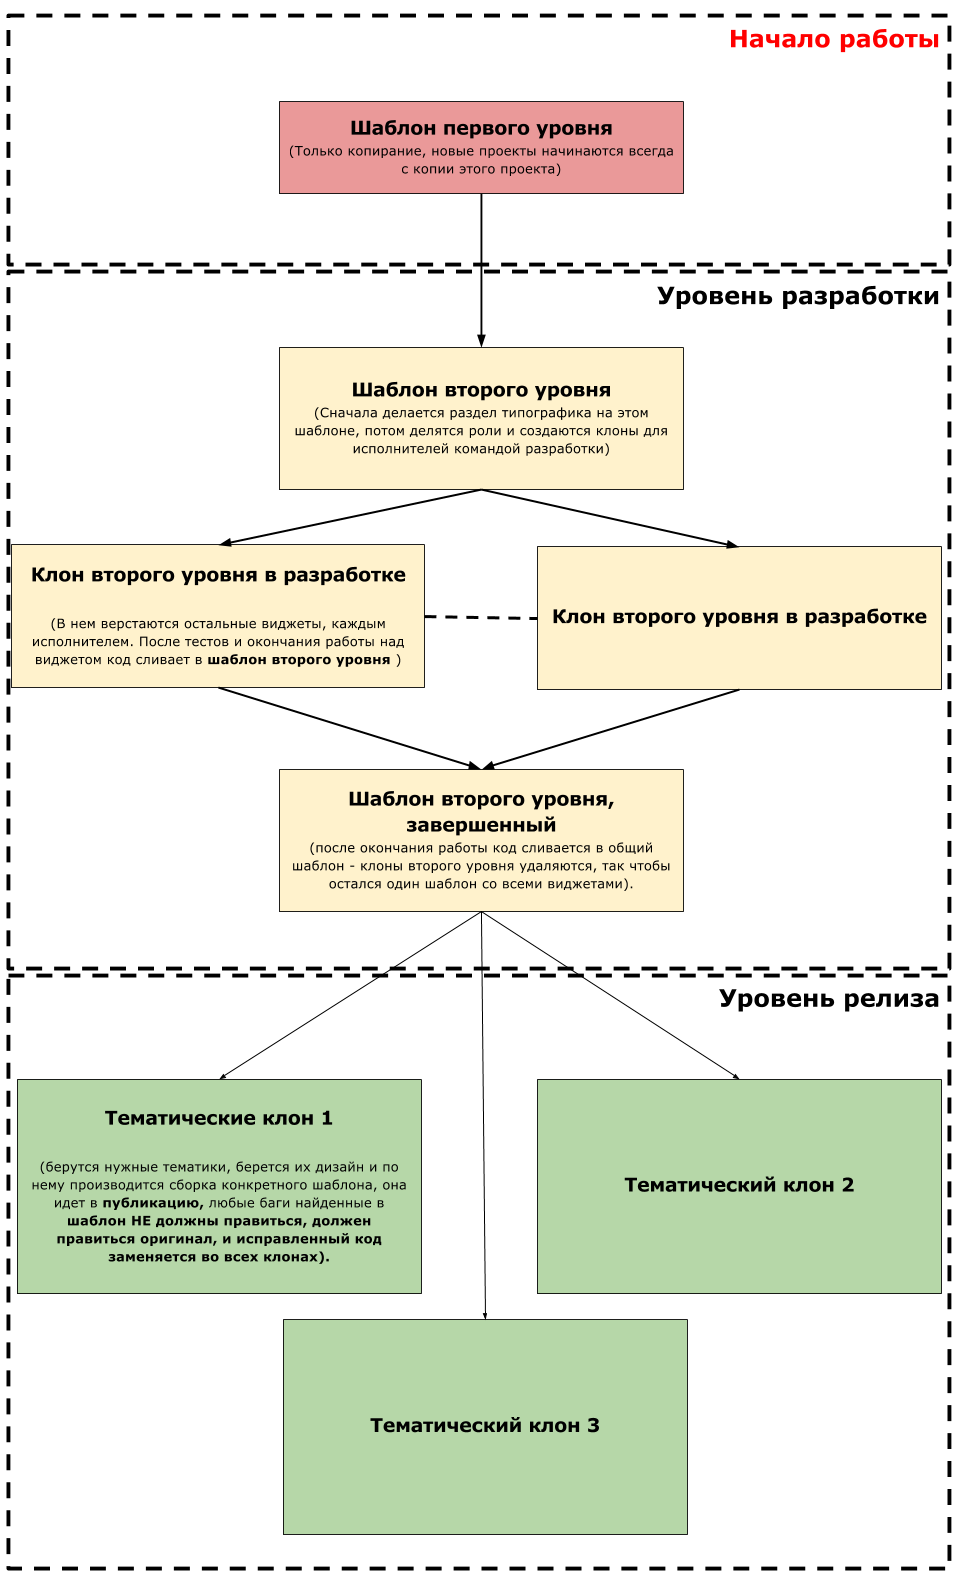 Начало работы
Шаблон первого уровня
(Только копирание, новые проекты начинаются всегда
с копии этого проекта)
Уровень разработки
Шаблон второго уровня
(Сначала делается раздел типографика на этом
шаблоне, потом делятся роли и создаются клоны для
исполнителей командой разработки)
Клон второго уровня в разработке
(В нем верстаются остальные виджеты, каждым
исполнителем. После тестов и окончания работы над
виджетом код сливает в шаблон второго уровня )
Клон второго уровня в разработке
Шаблон второго уровня,
завершенный
(после окончания работы код сливается в общий
шаблон - клоны второго уровня удаляются, так чтобы
остался один шаблон со всеми виджетами).
Уровень релиза
Тематические клон 1
(берутся нужные тематики, берется их дизайн и по
нему производится сборка конкретного шаблона, она
идет в публикацию, любые баги найденные в
шаблон НЕ должны правиться, должен
правиться оригинал, и исправленный код
заменяется во всех клонах).
Тематический клон 2
Тематический клон 3